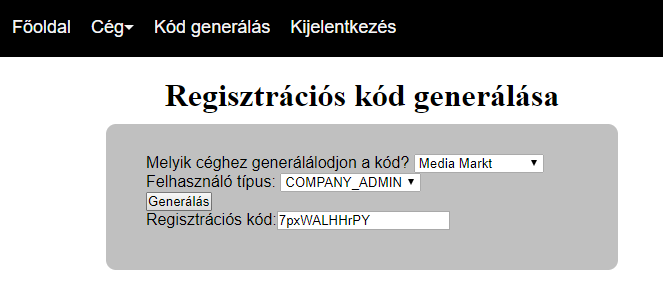 Főoldal Cég Kód generálás Kijelentkezés
Regisztrációs kód generálása
Melyik céghez generálálodjon a kód? Media Markt
Felhasználó típus: COMPANY_ADMIN
Generálás
Regisztrációs kód: 7pxWALHHrPY